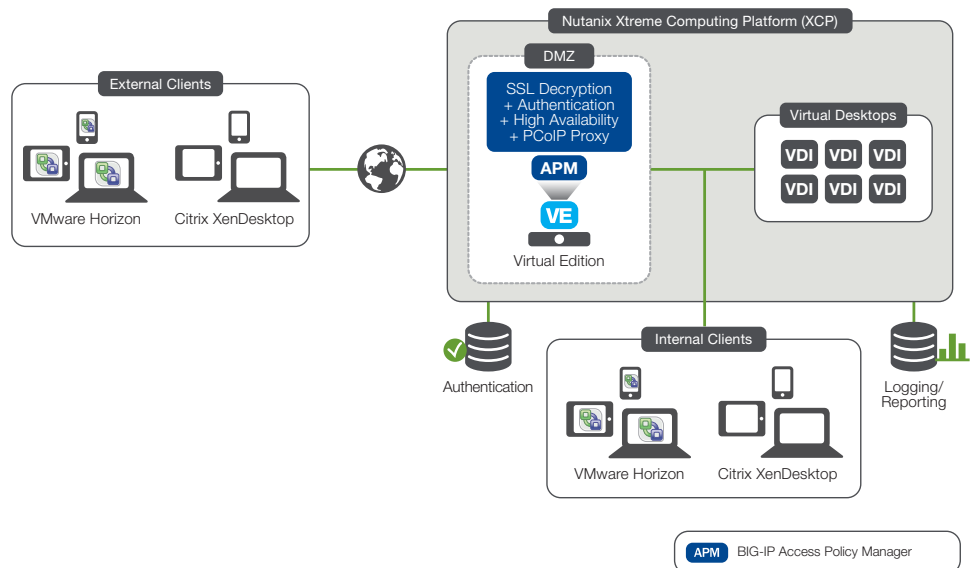 Nutanix Xtreme Computing Platform (XCP)
DMZ
External Clients
SSL Decryption
+ Authentication
+ High Availability
+ PCoIP Proxy
Virtual Desktops
VDI VDI VDI
VDI VDI VDI
APM
VE
VMware Horizon
Citrix XenDesktop
Virtual Edition
Internal Clients
Authentication
Logging/
Reporting
VMware Horizon
Citrix XenDesktop
APM BIG-IP Access Policy Manager